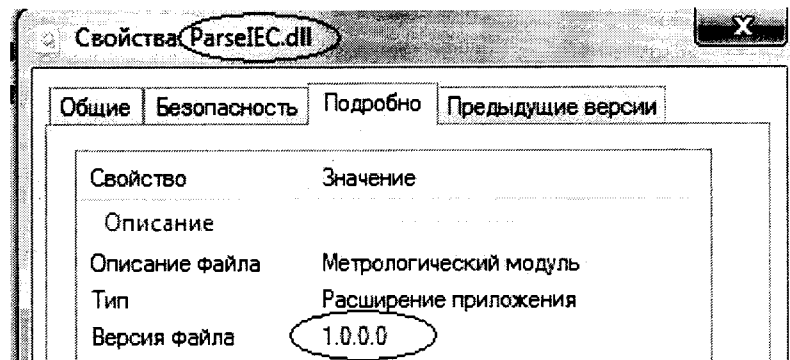 Свойства: ParseIEC.dll
Общие Безопасность Подробно Предыдущие версии
Свойство Значение
Описание
Описание файла Метрологический модуль
Тип Расширение приложения
Версия файла 1.0.0.0